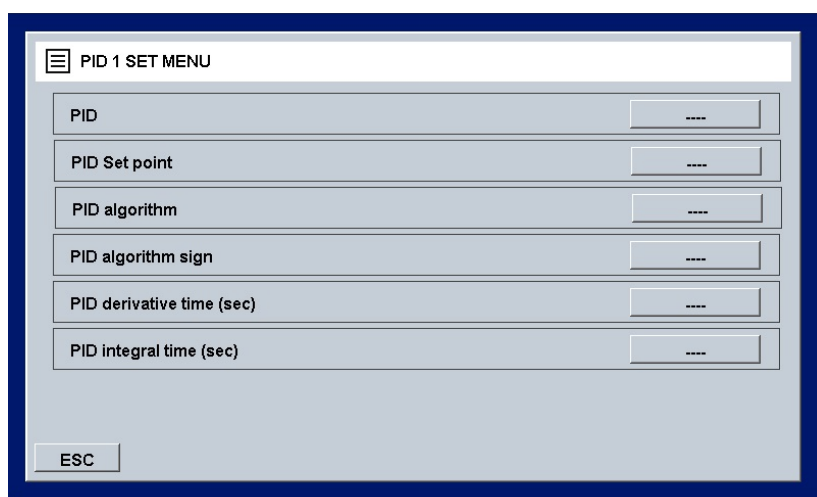 PID 1 SET MENU
PID ----
PID Set point ----
PID algorithm ----
PID algorithm sign ----
PID derivative time (sec) ----
PID integral time (sec) ----
ESC